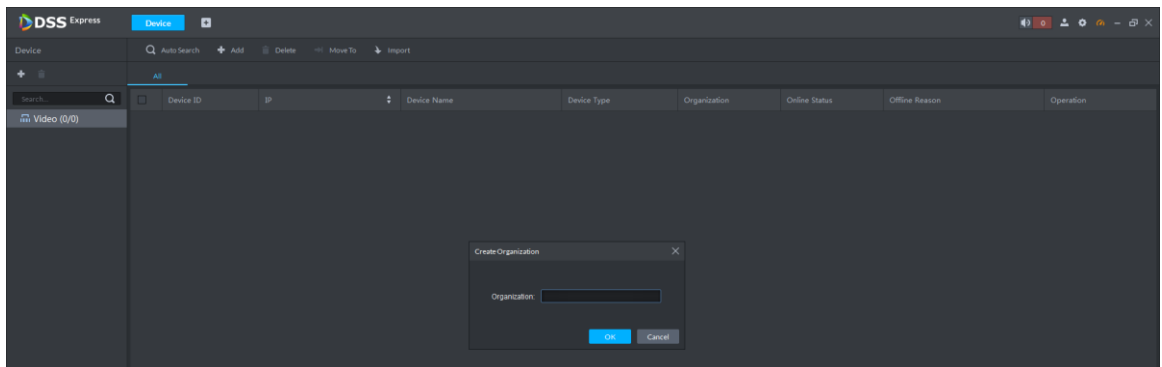 DSS Express
Device
0
Device
Auto Search
Add
Delete
Move To
Import
All
Search...
Device ID
IP
Device Name
Device Type
Organization
Online Status
Offline Reason
Operation
Video (0/0)
Create Organization
Organization:
OK
Cancel